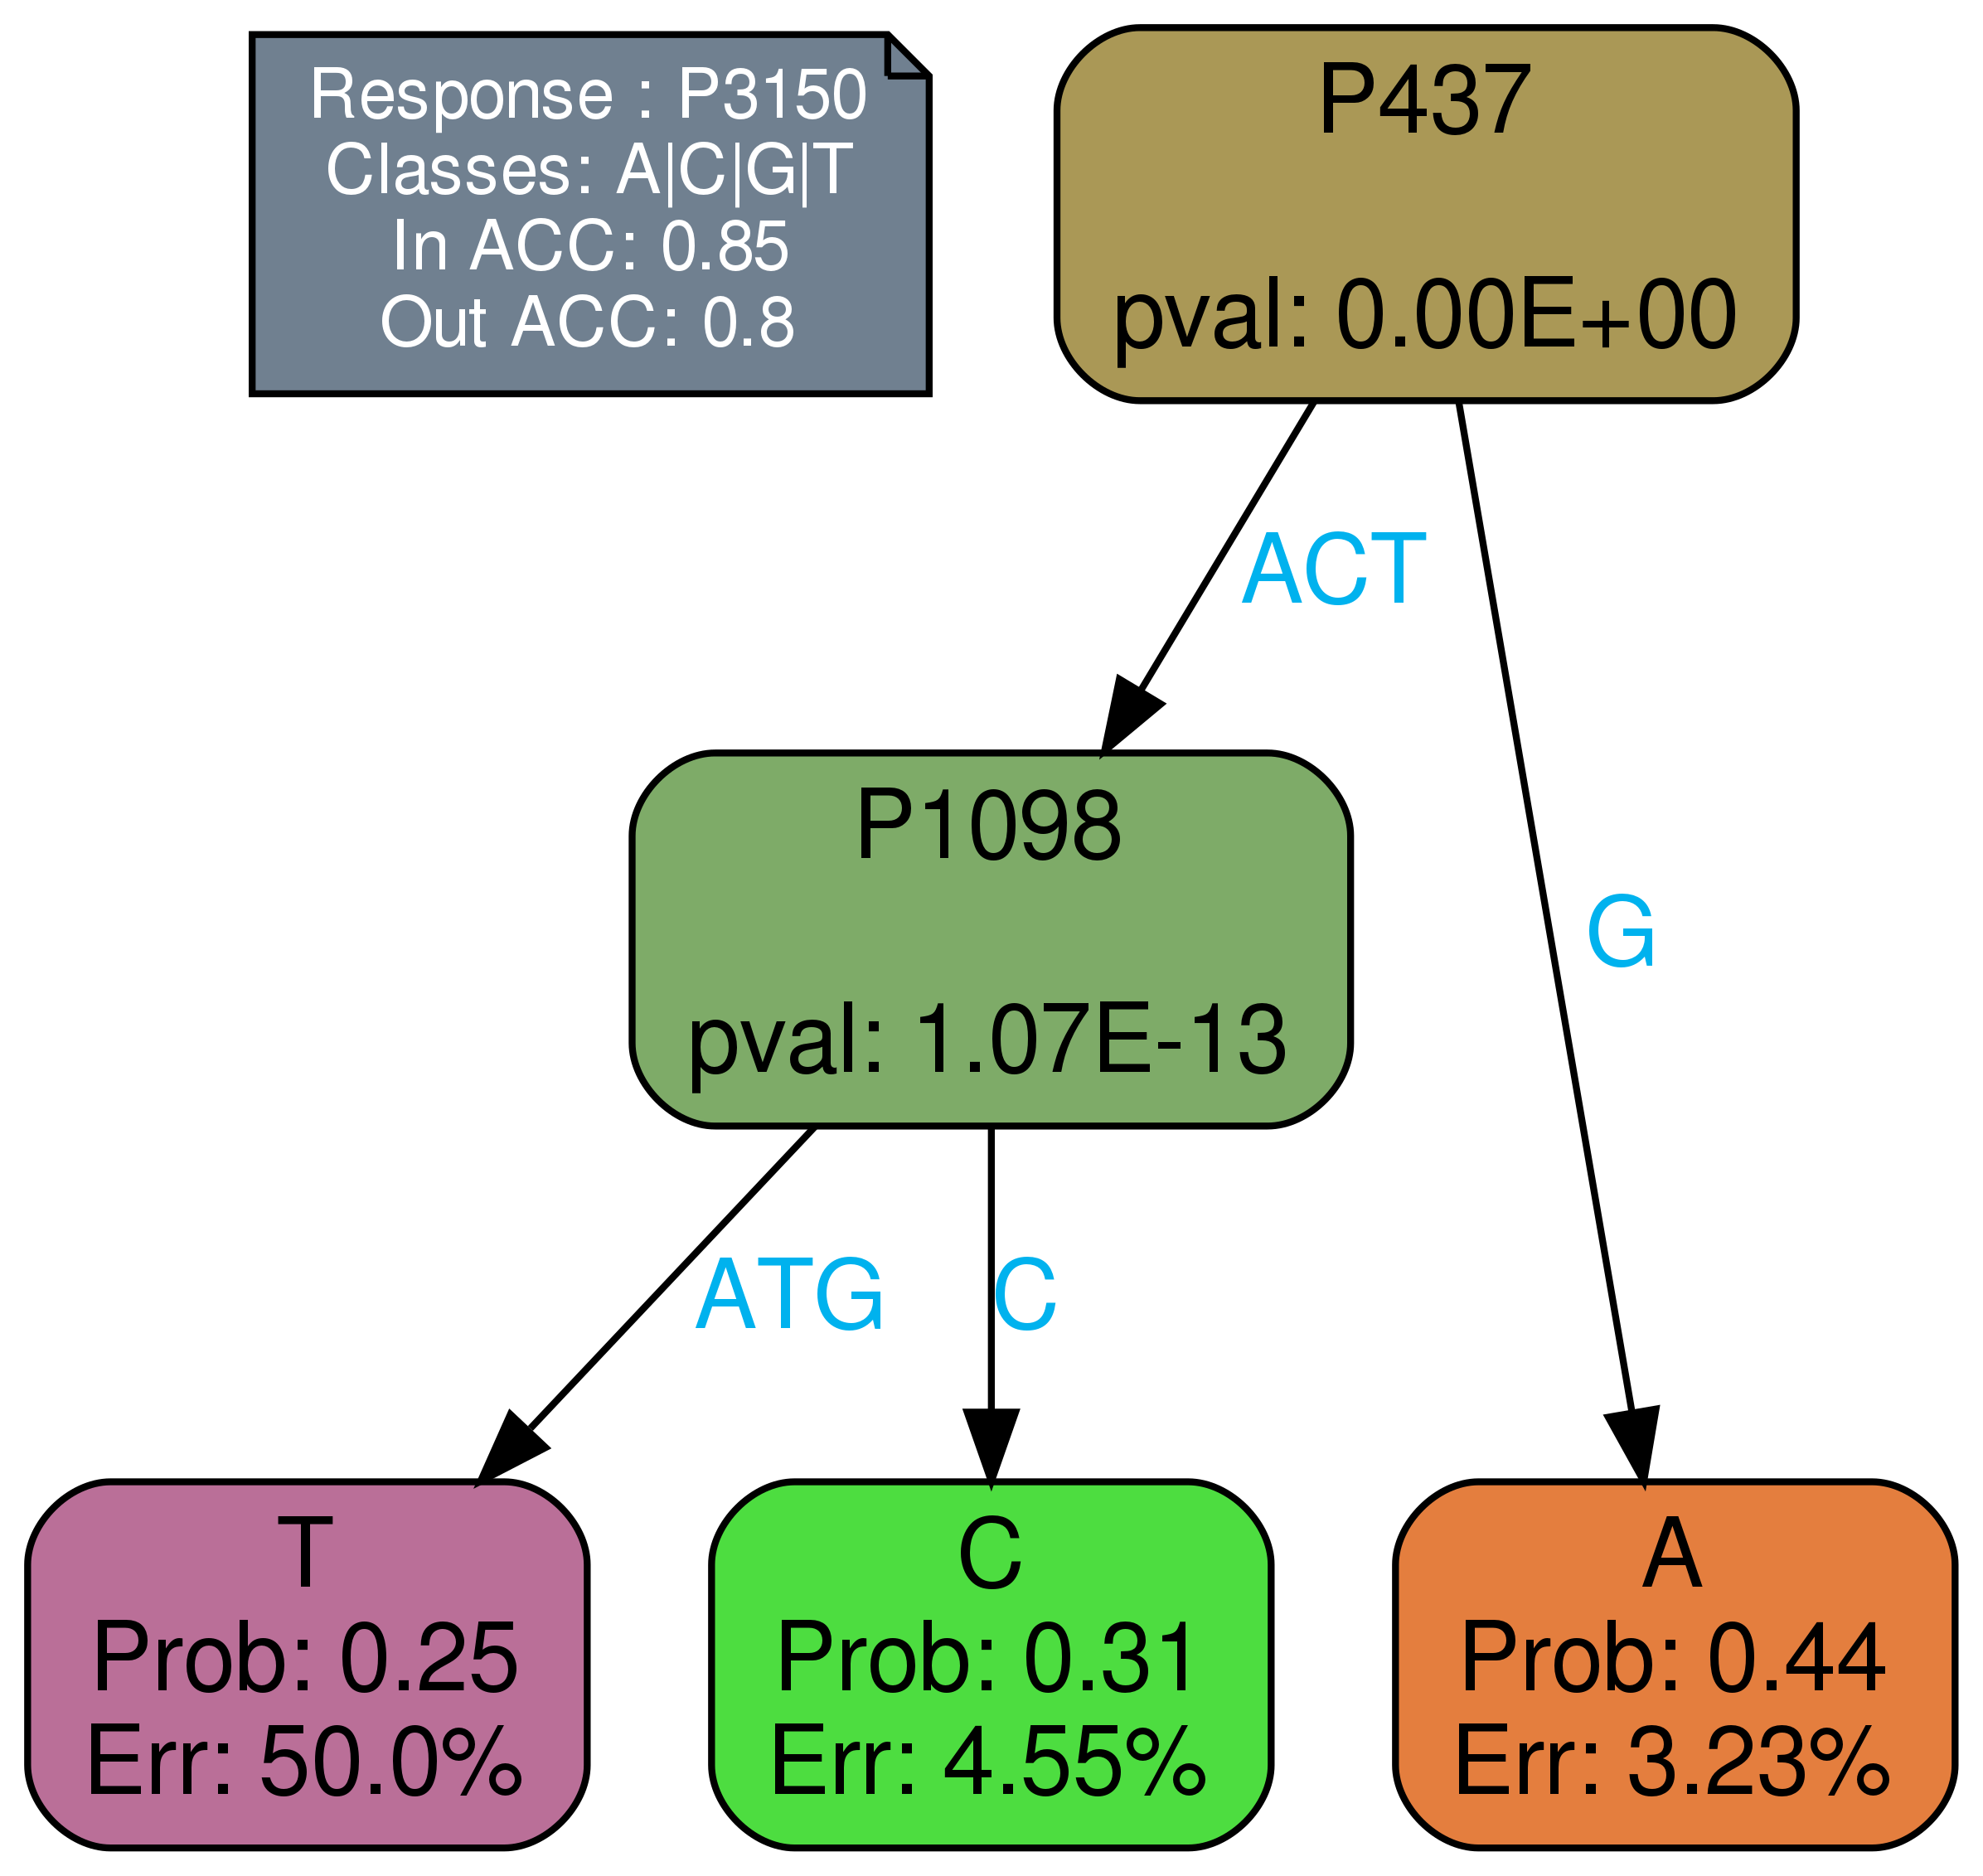 Response : P3150
Classes: A|C|G|T
In ACC: 0.85
Out ACC: 0.8
P437
pval: 0.00E+00
ACT
P1098
pval: 1.07E-13
G
ATG
C
T
Prob: 0.25
Err: 50.0%
C
Prob: 0.31
Err: 4.55%
A
Prob: 0.44
Err: 3.23%